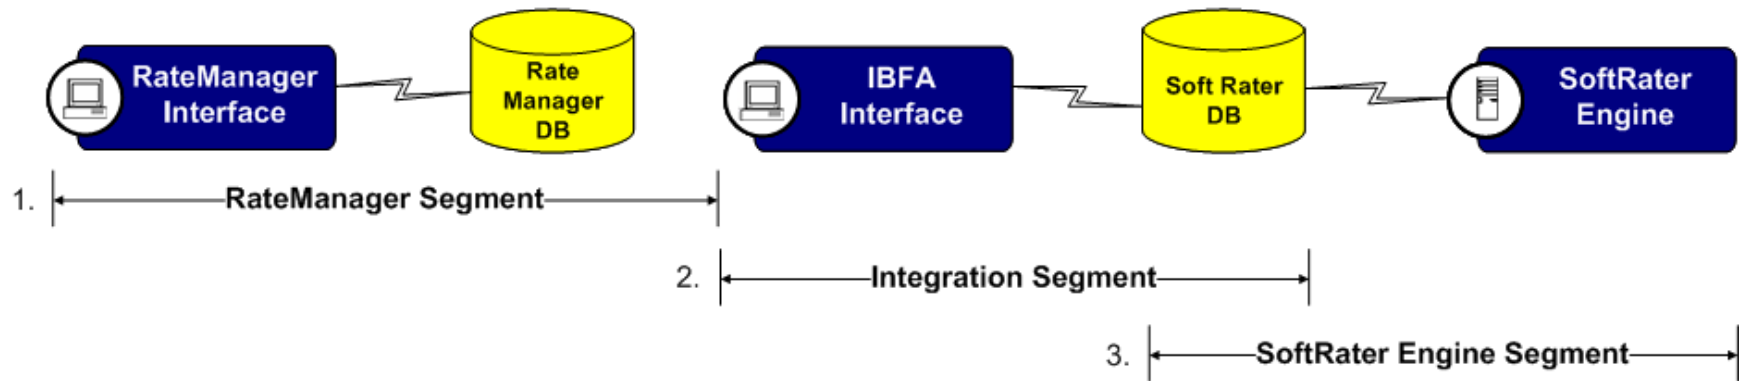 RateManager
Interface
Rate
Manager
DB
IBFA
Interface
Soft Rater
DB
SoftRater
Engine
1. RateManager Segment
2. Integration Segment
3. SoftRater Engine Segment